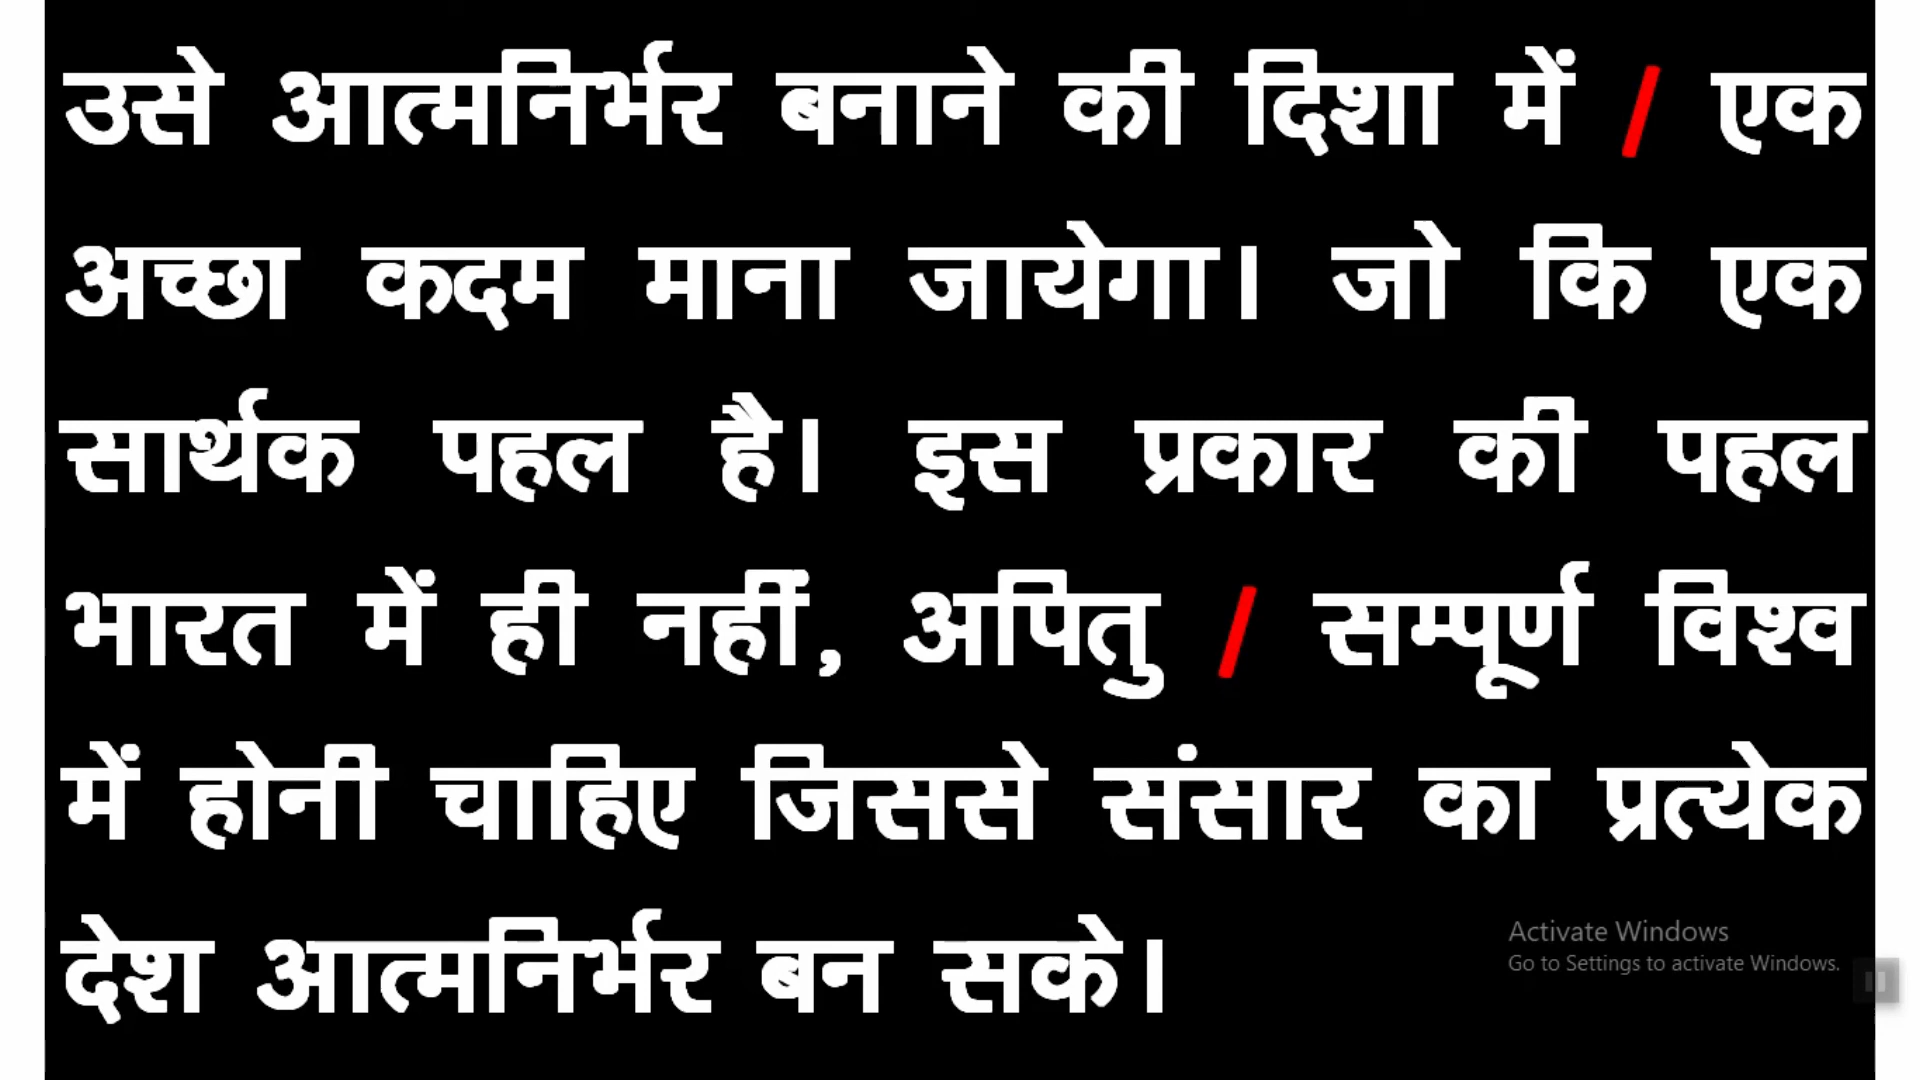 उसे आत्मनिर्भर बनाने की दिशा में / एक
अच्छा कदम माना जायेगा। जो कि एक
सार्थक पहल है। इस प्रकार की पहल
भारत में ही नहीं, अपितु / सम्पूर्ण विश्व
में होनी चाहिए जिससे संसार का प्रत्येक
देश आत्मनिर्भर बन सके।
Activate Windows
Go to Settings to activate Windows.